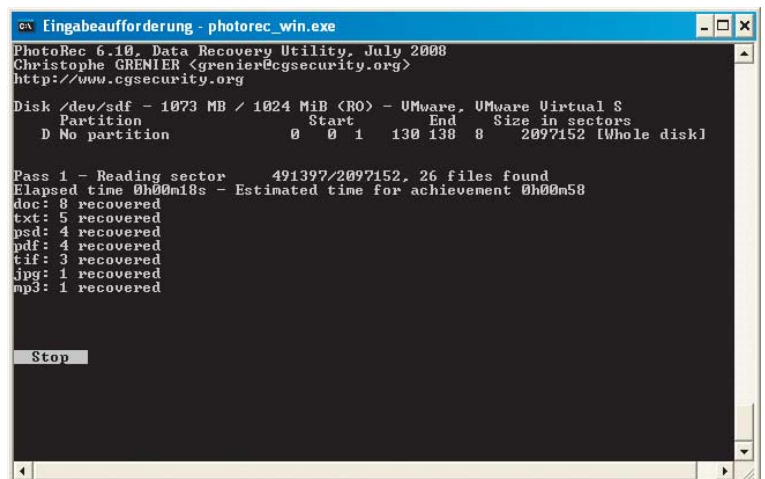 Eingabeaufforderung - photorec_win.exe
PhotoRec 6.10, Data Recovery Utility, July 2008
Christophe GRENIER <grenier@cgsecurity.org>
http://www.cgsecurity.org
Disk /dev/sdf - 1073 MB / 1024 MiB (RO) - VMware, VMware Virtual S
Partition Start End Size in sectors
D No partition 0 0 1 130 138 8 2097152 [Whole disk]
Pass 1 - Reading sector 491397/2097152, 26 files found
Elapsed time 0h00m18s - Estimated time for achievement 0h00m58
doc: 8 recovered
txt: 5 recovered
psd: 4 recovered
pdf: 4 recovered
tif: 3 recovered
jpg: 1 recovered
mp3: 1 recovered
Stop